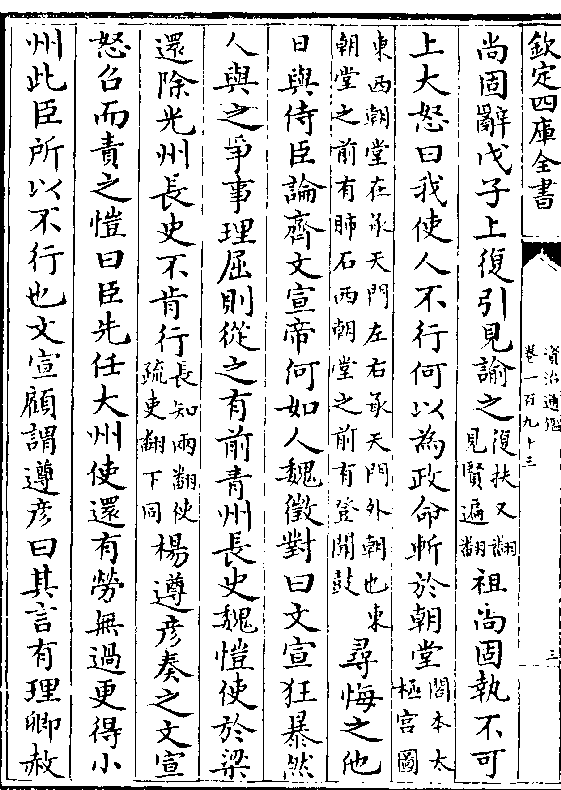 欽定四庫全書
資治通鑑
卷一百九十三
三
尚固辭戊子上復引見諭之復扶又翻見賢遍翻祖尚固執不可
上大怒曰我使人不行何以為政命斬於朝堂閣本太極宮圖
東西朝堂在承天門左右承天門外朝也東朝堂之前有肺石西朝堂之前有登聞鼓尋悔之他
日與侍臣論齊文宣帝何如人魏徵對曰文宣狂暴然
人與之爭事理屈則從之有前青州長史魏愷使於梁
還除光州長史不肯行長知兩翻使疏吏翻下同楊遵彥奏之文宣
怒召而責之愷曰臣先任大州使還有勞無過更得小
州此臣所以不行也文宣顧謂遵彥曰其言有理卿赦